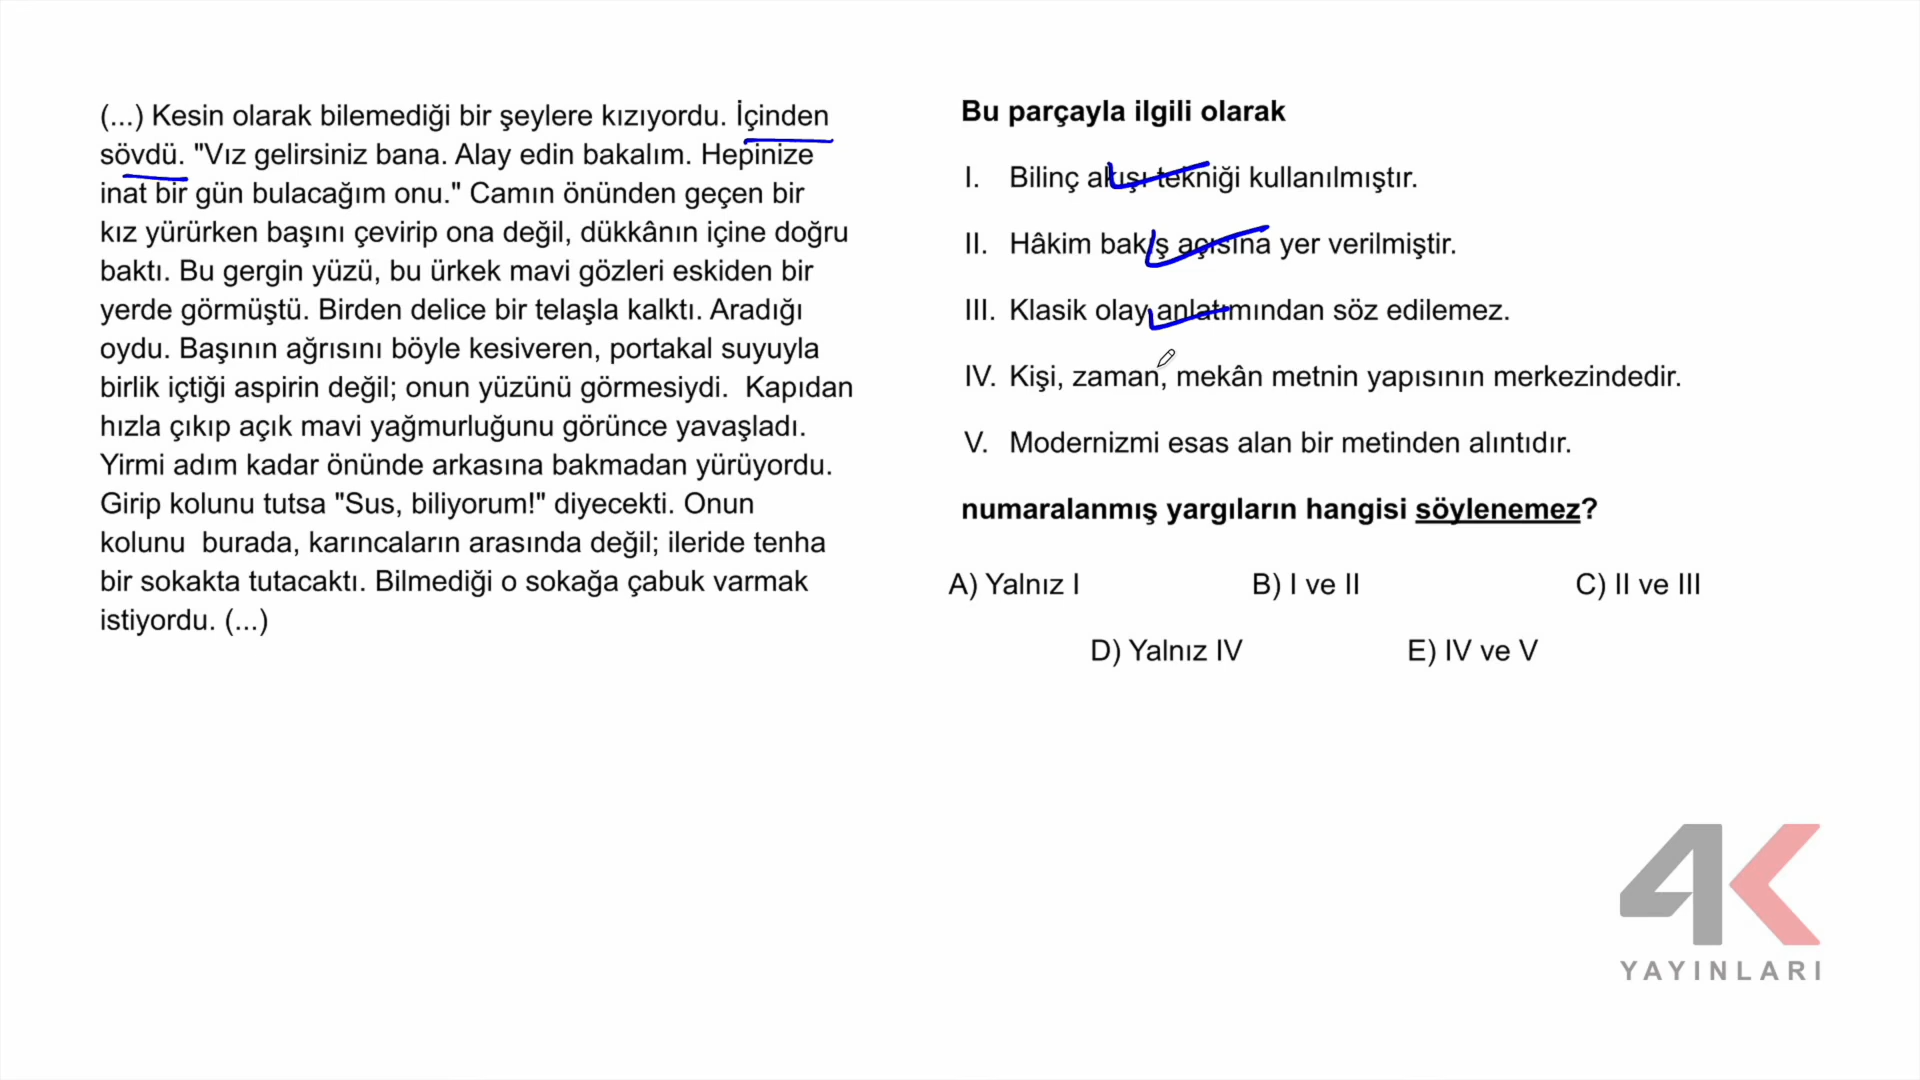 (...) Kesin olarak bilemediği bir şeylere kızıyordu. İçinden
sövdü. "Vız gelirsiniz bana. Alay edin bakalım. Hepinize
inat bir gün bulacağım onu." Camın önünden geçen bir
kız yürürken başını çevirip ona değil, dükkânın içine doğru
baktı. Bu gergin yüzü, bu ürkek mavi gözleri eskiden bir
yerde görmüştü. Birden delice bir telaşla kalktı. Aradığı
oydu. Başının ağrısını böyle kesiveren, portakal suyuyla
birlik içtiği aspirin değil; onun yüzünü görmesiydi. Kapıdan
hızla çıkıp açık mavi yağmurluğunu görünce yavaşladı.
Yirmi adım kadar önünde arkasına bakmadan yürüyordu.
Girip kolunu tutsa "Sus, biliyorum!" diyecekti. Onun
kolunu burada, karıncaların arasında değil; ileride tenha
bir sokakta tutacaktı. Bilmediği o sokağa çabuk varmak
istiyordu. (...)
Bu parçayla ilgili olarak
I. Bilinç akışı tekniği kullanılmıştır.
II. Hâkim bakış açısına yer verilmiştir.
III. Klasik olay anlatımından söz edilemez.
IV. Kişi, zaman, mekân metnin yapısının merkezindedir.
V. Modernizmi esas alan bir metinden alıntıdır.
numaralanmış yargıların hangisi söylenemez?
A) Yalnız I B) I ve II C) II ve III
D) Yalnız IV E) IV ve V
4K
YAYINLARI